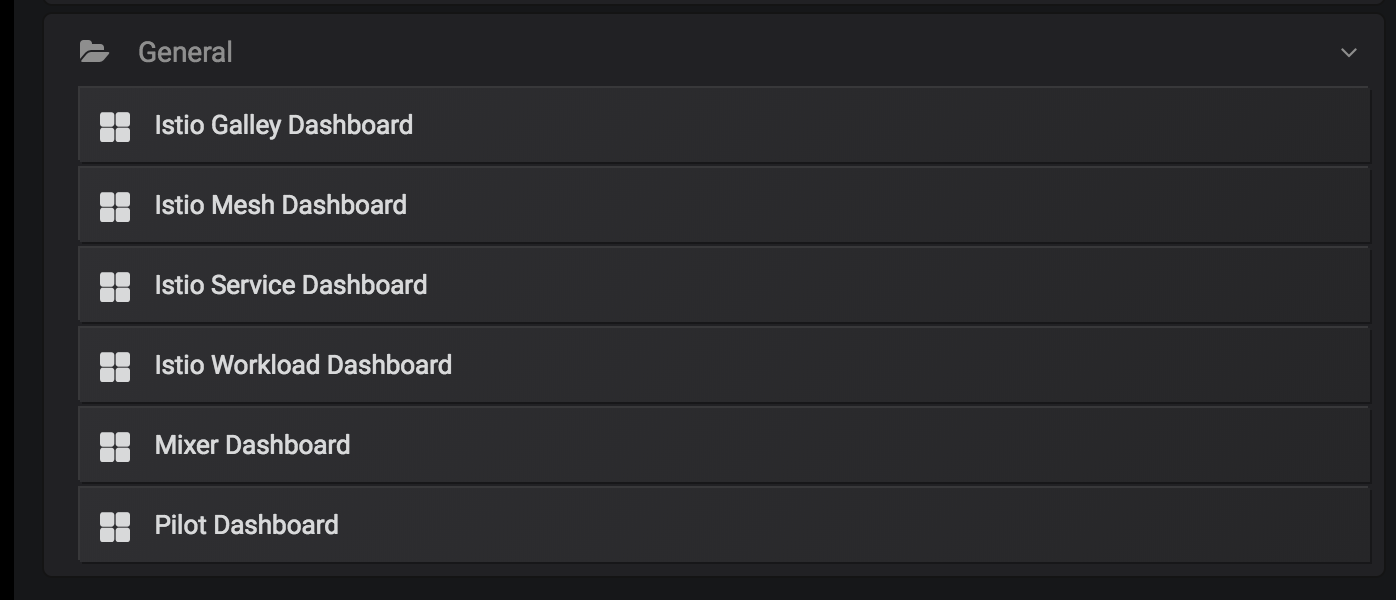 General
Istio Galley Dashboard
Istio Mesh Dashboard
Istio Service Dashboard
Istio Workload Dashboard
Mixer Dashboard
Pilot Dashboard